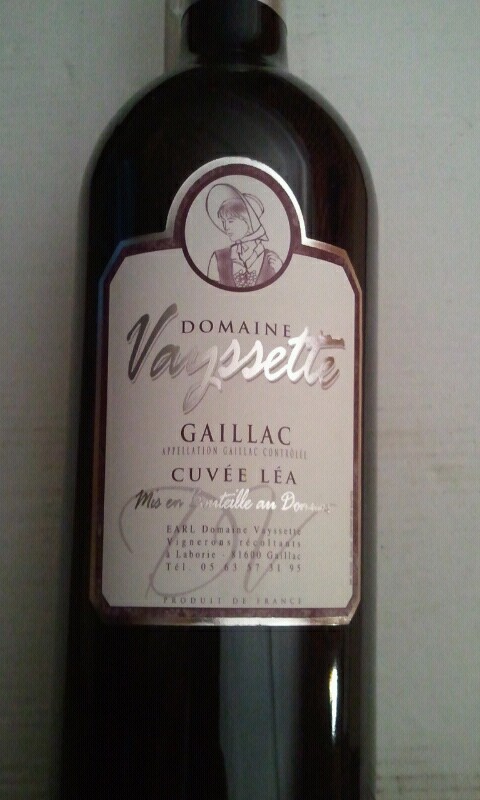 DOMAINE
Vayssette
GAILLAC
APPELLATION GAILLAC CONTRÔLÉE
CUVÉE LÉA
Mis en Bouteille au Domaine
DV
EARL Domaine Vayssette
Vignerons récoltants
à Laborie - 81600 Gaillac
Tél. 05 63 57 31 95
PRODUIT DE FRANCE